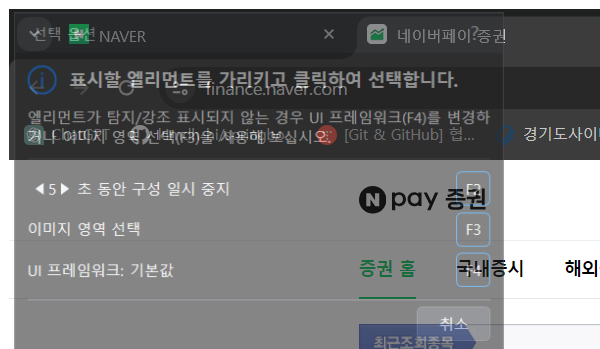 선택 옵션
NAVER
네이버페이 증권
?
표시할 엘리먼트를 가리키고 클릭하여 선택합니다.
finance.naver.com
엘리먼트가 탐지/강조 표시되지 않는 경우 UI 프레임워크(F4)를 변경하
거나 이미지 영역 선택(F3)을 사용해 보십시오.
ChatGPT
[Git & GitHub] 협...
경기도사이
5 초 동안 구성 일시 중지
F2
N pay 증권
이미지 영역 선택
F3
UI 프레임워크: 기본값
F4
증권 홈
국내증시
해외
취소
최근조회종목